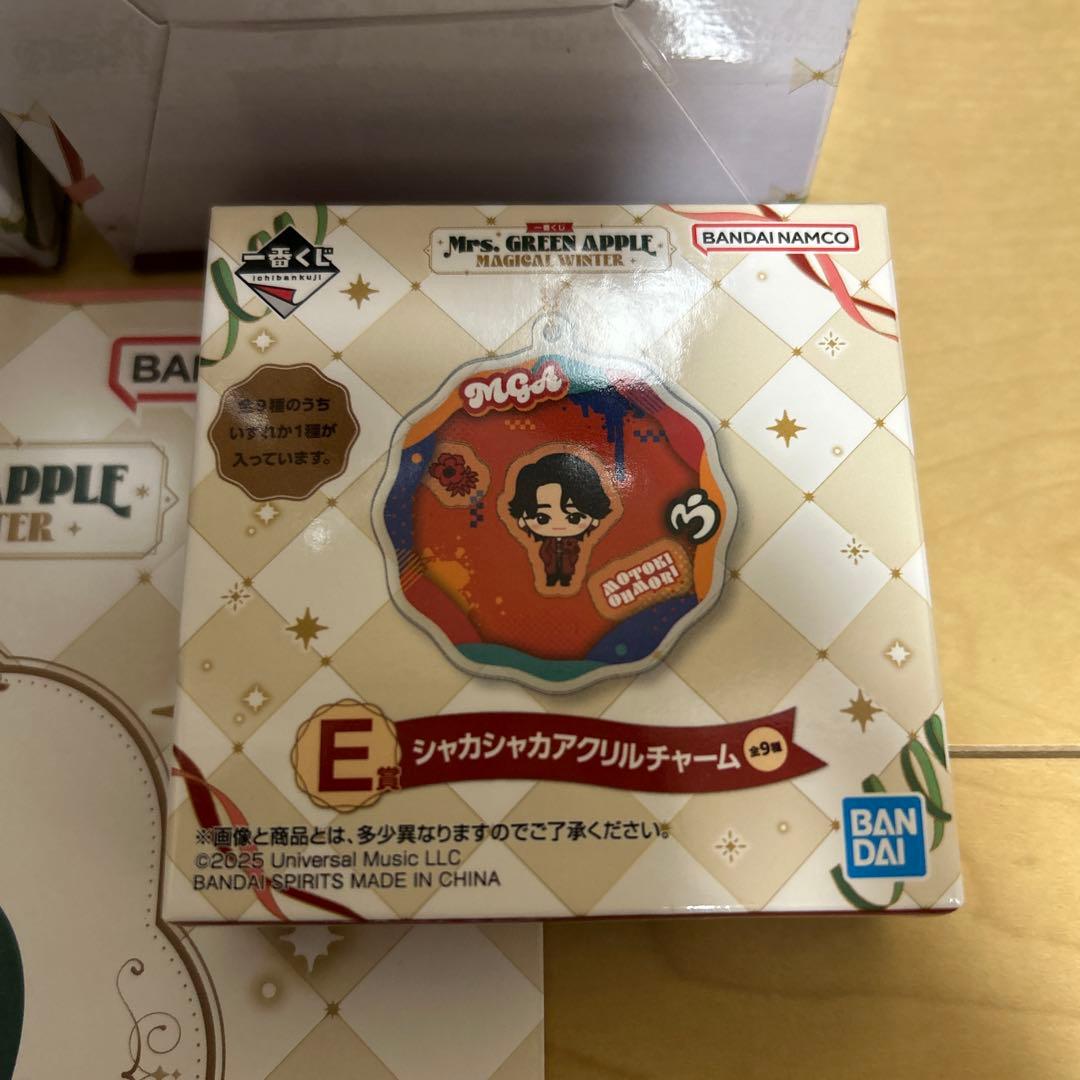 一番くじ
ichibankuji
一番くじ
Mrs. GREEN APPLE
MAGICAL WINTER
BANDAI NAMCO
全9種のうち
いずれか1種が
入っています。
MGA
MOTOKI
OHMORI
E賞
シャカシャカアクリルチャーム
全9種
※画像と商品とは、多少異なりますのでご了承ください。
©2025 Universal Music LLC
BANDAI SPIRITS MADE IN CHINA
BAN
DAI
BAN
APPLE
TER